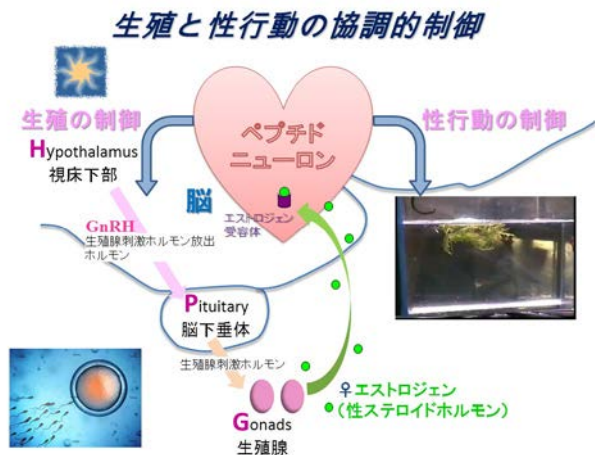 生殖と性行動の協調的制御
生殖の制御
Hypothalamus
視床下部
ペプチド
ニューロン
性行動の制御
脳
エストロジェン
受容体
GnRH
生殖腺刺激ホルモン放出
ホルモン
Pituitary
脳下垂体
生殖腺刺激ホルモン
Gonads
生殖腺
♀エストロジェン
（性ステロイドホルモン）